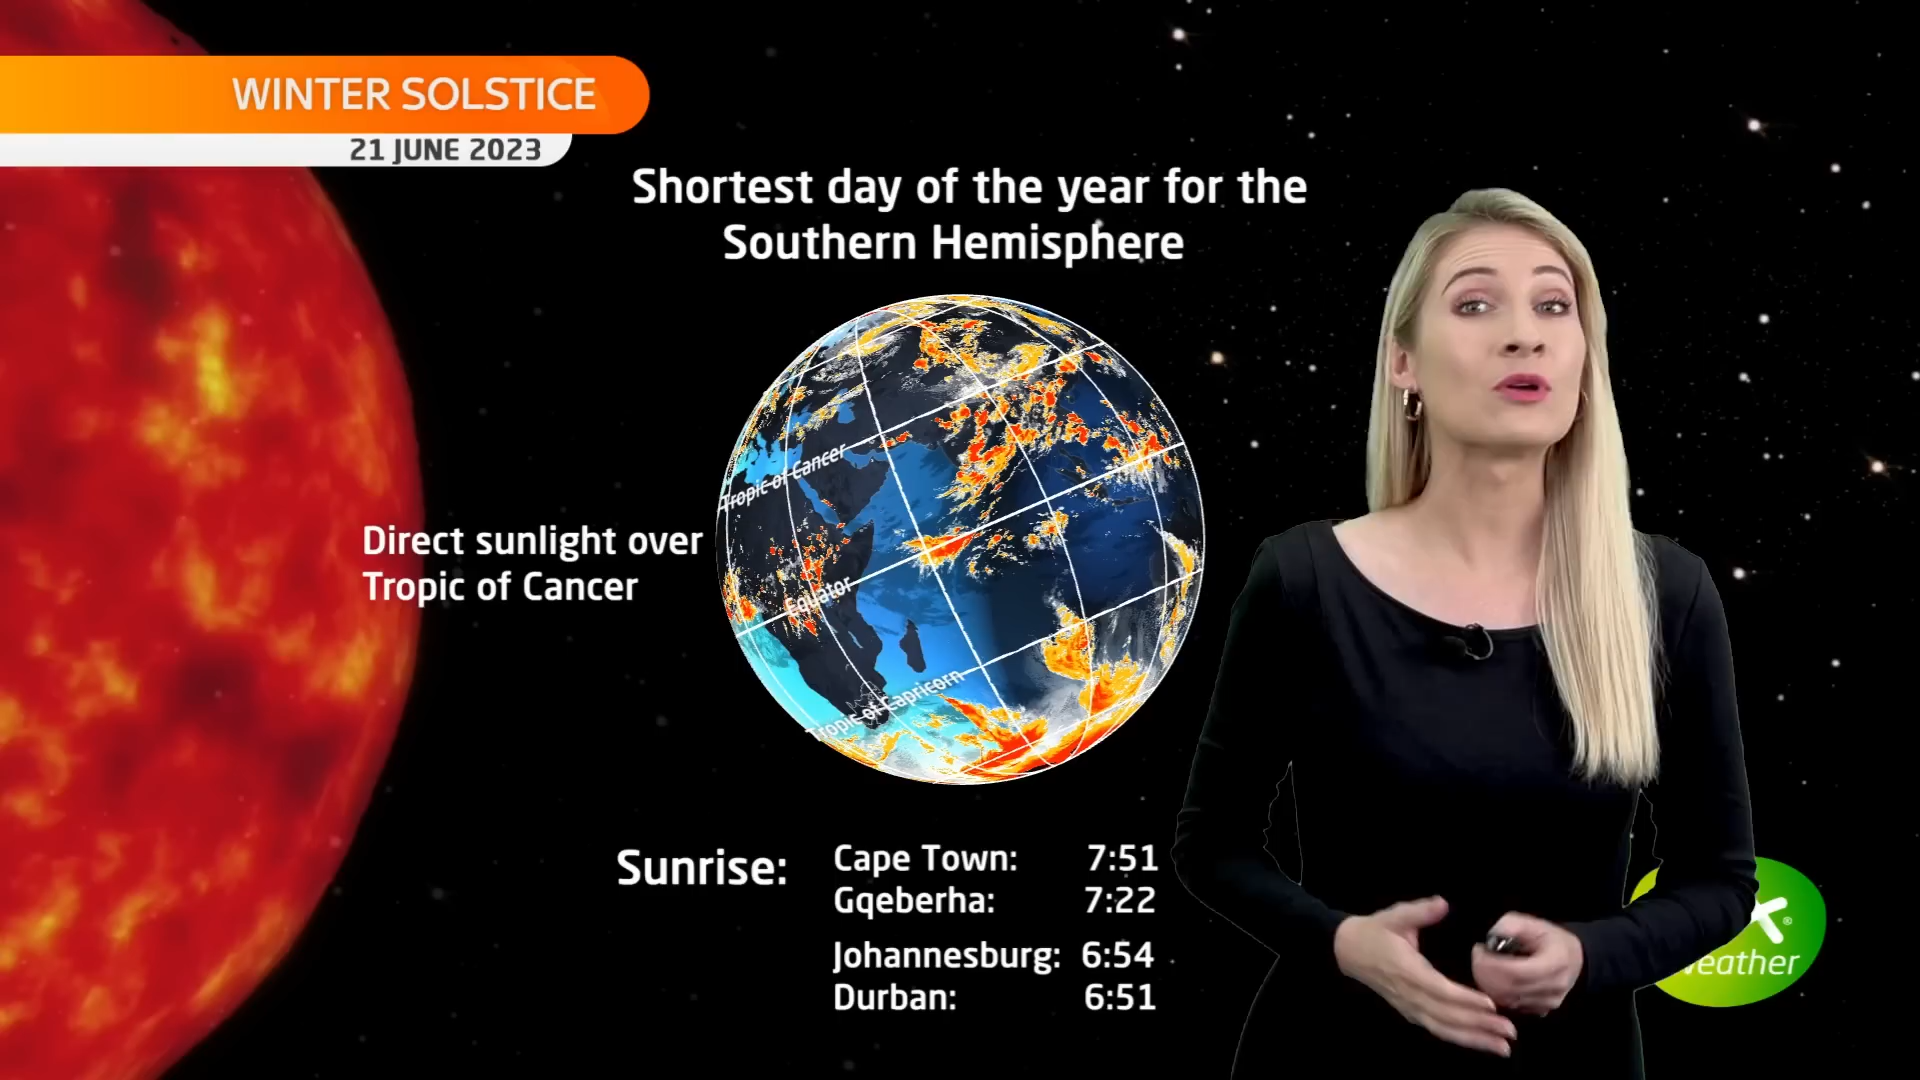 WINTER SOLSTICE
21 JUNE 2023
Shortest day of the year for the
Southern Hemisphere
Tropic of Cancer
Direct sunlight over
Tropic of Cancer
Equator
Tropic of Capricorn
Sunrise:
Cape Town: 7:51
Gqeberha: 7:22
Johannesburg: 6:54
Durban: 6:51